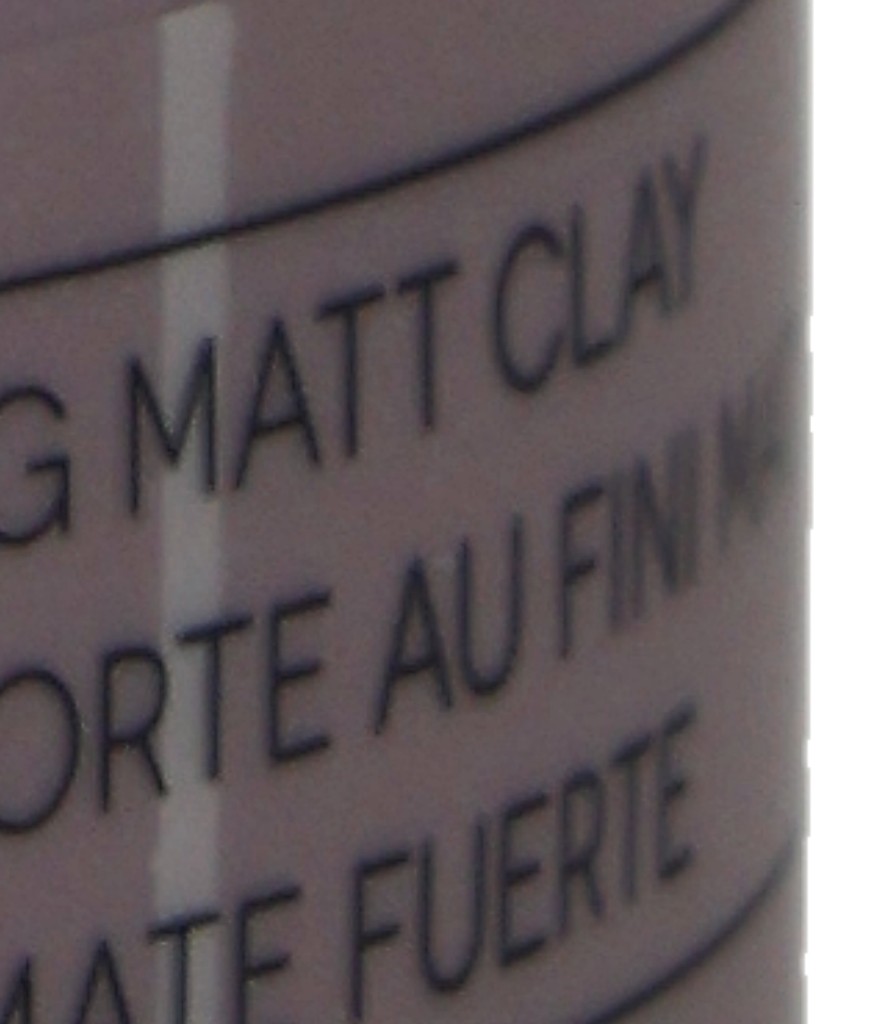 G MATT CLAY
ORTE AU FINI
MATE FUERTE